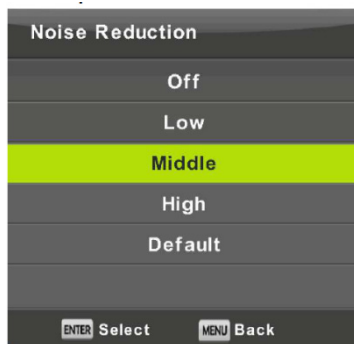 Noise Reduction
Off
Low
Middle
High
Default
ENTER Select MENU Back